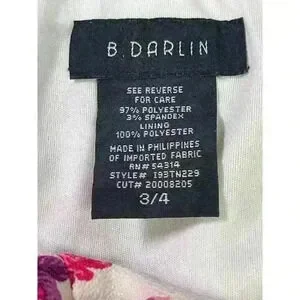 B. DARLIN
SEE REVERSE
FOR CARE
97% POLYESTER
3% SPANDEX
LINING
100% POLYESTER
MADE IN PHILIPPINES
OF IMPORTED FABRIC
RN# 54314
STYLE# I93TN229
CUT# 20008205
3/4